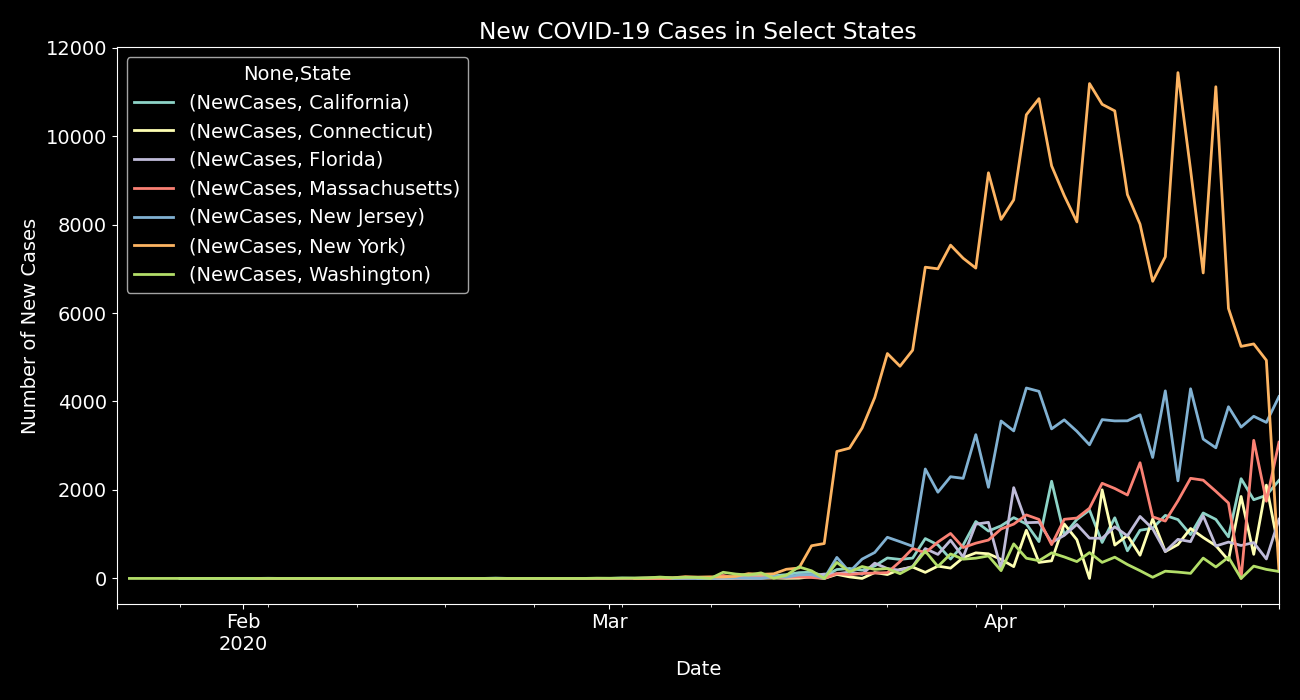 New COVID-19 Cases in Select States
12000
10000
8000
6000
4000
2000
0
Number of New Cases
None,State
(NewCases, California)
(NewCases, Connecticut)
(NewCases, Florida)
(NewCases, Massachusetts)
(NewCases, New Jersey)
(NewCases, New York)
(NewCases, Washington)
Feb Mar Apr
2020
Date